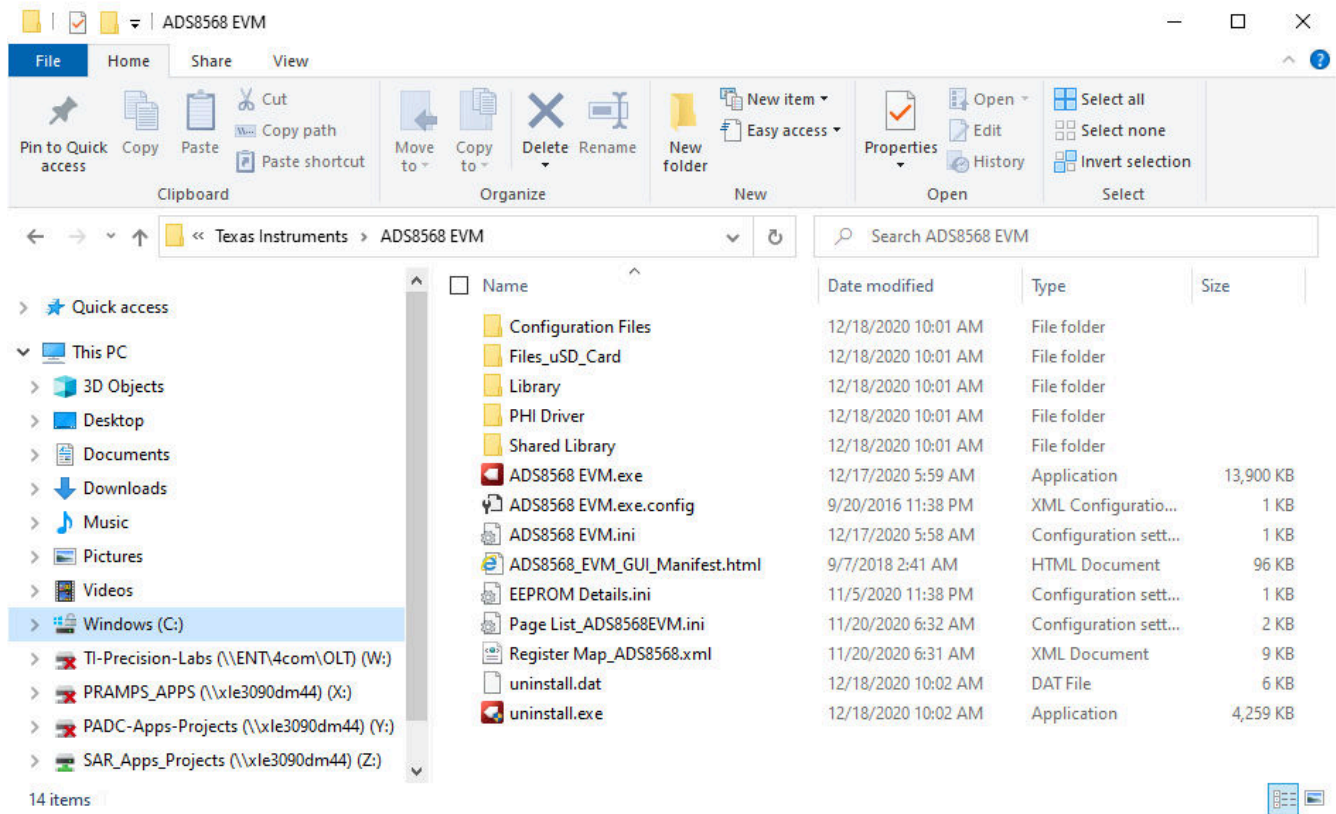 ADS8568 EVM
File Home Share View
Pin to Quick access
Copy
Paste
Cut
Copy path
Paste shortcut
Clipboard
Move to
Copy to
Delete
Rename
Organize
New folder
New item
Easy access
New
Properties
Open
Edit
History
Open
Select all
Select none
Invert selection
Select
« Texas Instruments > ADS8568 EVM
Search ADS8568 EVM
Quick access
This PC
3D Objects
Desktop
Documents
Downloads
Music
Pictures
Videos
Windows (C:)
TI-Precision-Labs (\\ENT\4com\OLT) (W:)
PRAMPS_APPS (\\xle3090dm44) (X:)
PADC-Apps-Projects (\\xle3090dm44) (Y:)
SAR_Apps_Projects (\\xle3090dm44) (Z:)
Name Date modified Type Size
Configuration Files 12/18/2020 10:01 AM File folder
Files_uSD_Card 12/18/2020 10:01 AM File folder
Library 12/18/2020 10:01 AM File folder
PHI Driver 12/18/2020 10:01 AM File folder
Shared Library 12/18/2020 10:01 AM File folder
ADS8568 EVM.exe 12/17/2020 5:59 AM Application 13,900 KB
ADS8568 EVM.exe.config 9/20/2016 11:38 PM XML Configuratio... 1 KB
ADS8568 EVM.ini 12/17/2020 5:58 AM Configuration sett... 1 KB
ADS8568_EVM_GUI_Manifest.html 9/7/2018 2:41 AM HTML Document 96 KB
EEPROM Details.ini 11/5/2020 11:38 PM Configuration sett... 1 KB
Page List_ADS8568EVM.ini 11/20/2020 6:32 AM Configuration sett... 2 KB
Register Map_ADS8568.xml 11/20/2020 6:31 AM XML Document 9 KB
uninstall.dat 12/18/2020 10:02 AM DAT File 6 KB
uninstall.exe 12/18/2020 10:02 AM Application 4,259 KB
14 items